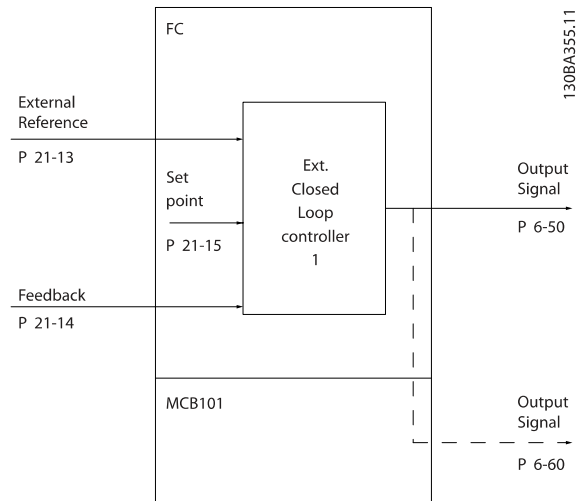 FC
130BA355.11
External
Reference
P 21-13
Set
point
P 21-15
Ext.
Closed
Loop
controller
1
Output
Signal
P 6-50
Feedback
P 21-14
MCB101
Output
Signal
P 6-60